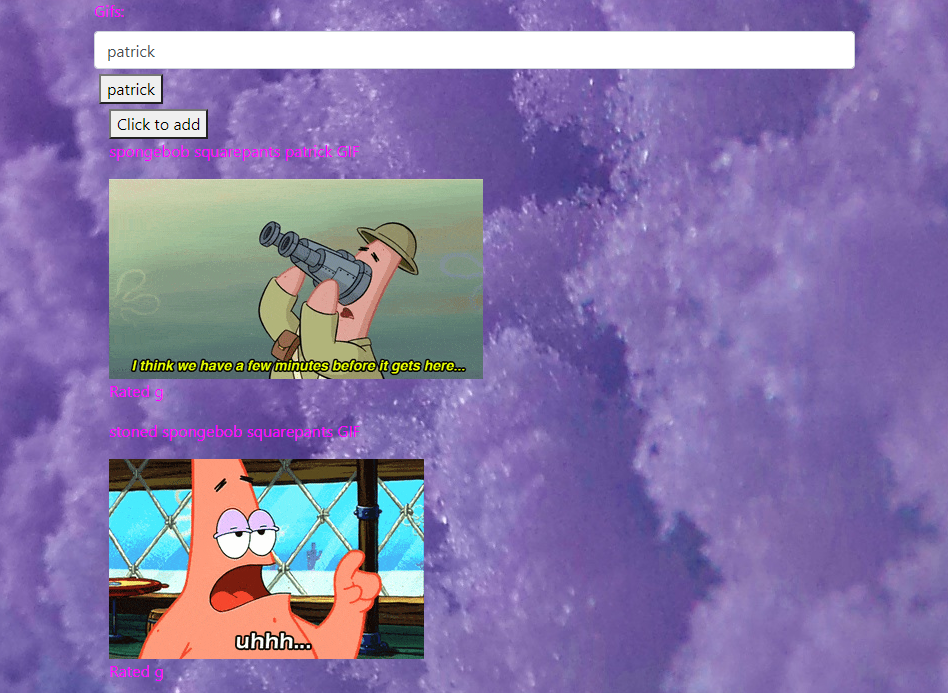 Gifs:
patrick
patrick
Click to add
spongebob squarepants patrick GIF
I think we have a few minutes before it gets here...
Rated g
stoned spongebob squarepants GIF
uhhh...
Rated g